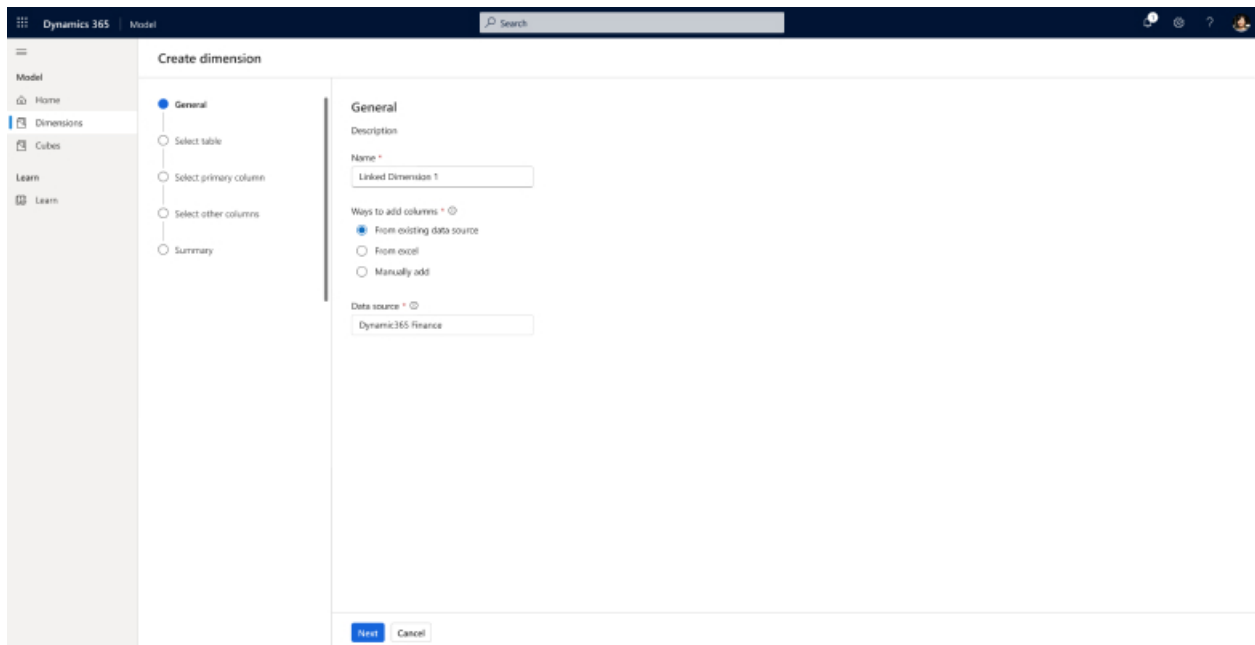 Dynamics 365 | Model
Search
1
?
Create dimension
Model
Home
Dimensions
Cubes
Learn
Learn
General
Select table
Select primary column
Select other columns
Summary
General
Description
Name *
Linked Dimension 1
Ways to add columns *
From existing data source
From excel
Manually add
Data source *
Dynamic365 Finance
Next Cancel